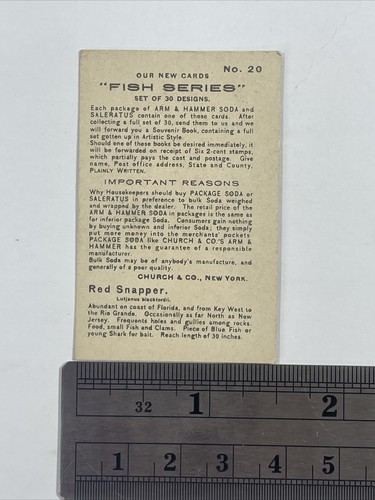 No. 20
OUR NEW CARDS
"FISH SERIES"
SET OF 30 DESIGNS.
Each package of ARM & HAMMER SODA and
SALERATUS contain one of these cards. After
collecting a full set of 30, send them to us and we
will forward you a Souvenir Book, containing a full
set gotten up in Artistic Style.
Should one of these books be desired immediately, it
will be forwarded on receipt of Six 2-cent stamps,
which partially pays the cost and postage. Give
name, Post office address, State and County,
PLAINLY WRITTEN.
IMPORTANT REASONS
Why Housekeepers should buy PACKAGE SODA or
SALERATUS in preference to bulk Soda weighed
and wrapped by the dealer. The retail price of the
ARM & HAMMER SODA in packages is the same as
for inferior package Soda. Consumers gain nothing
by buying unknown and inferior Soda; they simply
put more money into the merchants' pockets
PACKAGE SODA like CHURCH & CO.'S ARM &
HAMMER has the guarantee of a responsible
manufacturer.
Bulk Soda may be of anybody's manufacture, and
generally of a poor quality.
CHURCH & CO., NEW YORK.
Red Snapper.
Lutjanus blackfordii.
Abundant on coast of Florida, and from Key West to
the Rio Grande. Occasionally as far North as New
Jersey. Frequents holes and gullies among rocks.
Food, small Fish and Clams. Piece of Blue Fish or
young Shark for bait. Reach length of 30 inches.
32 1 2
1 2 3 4 5